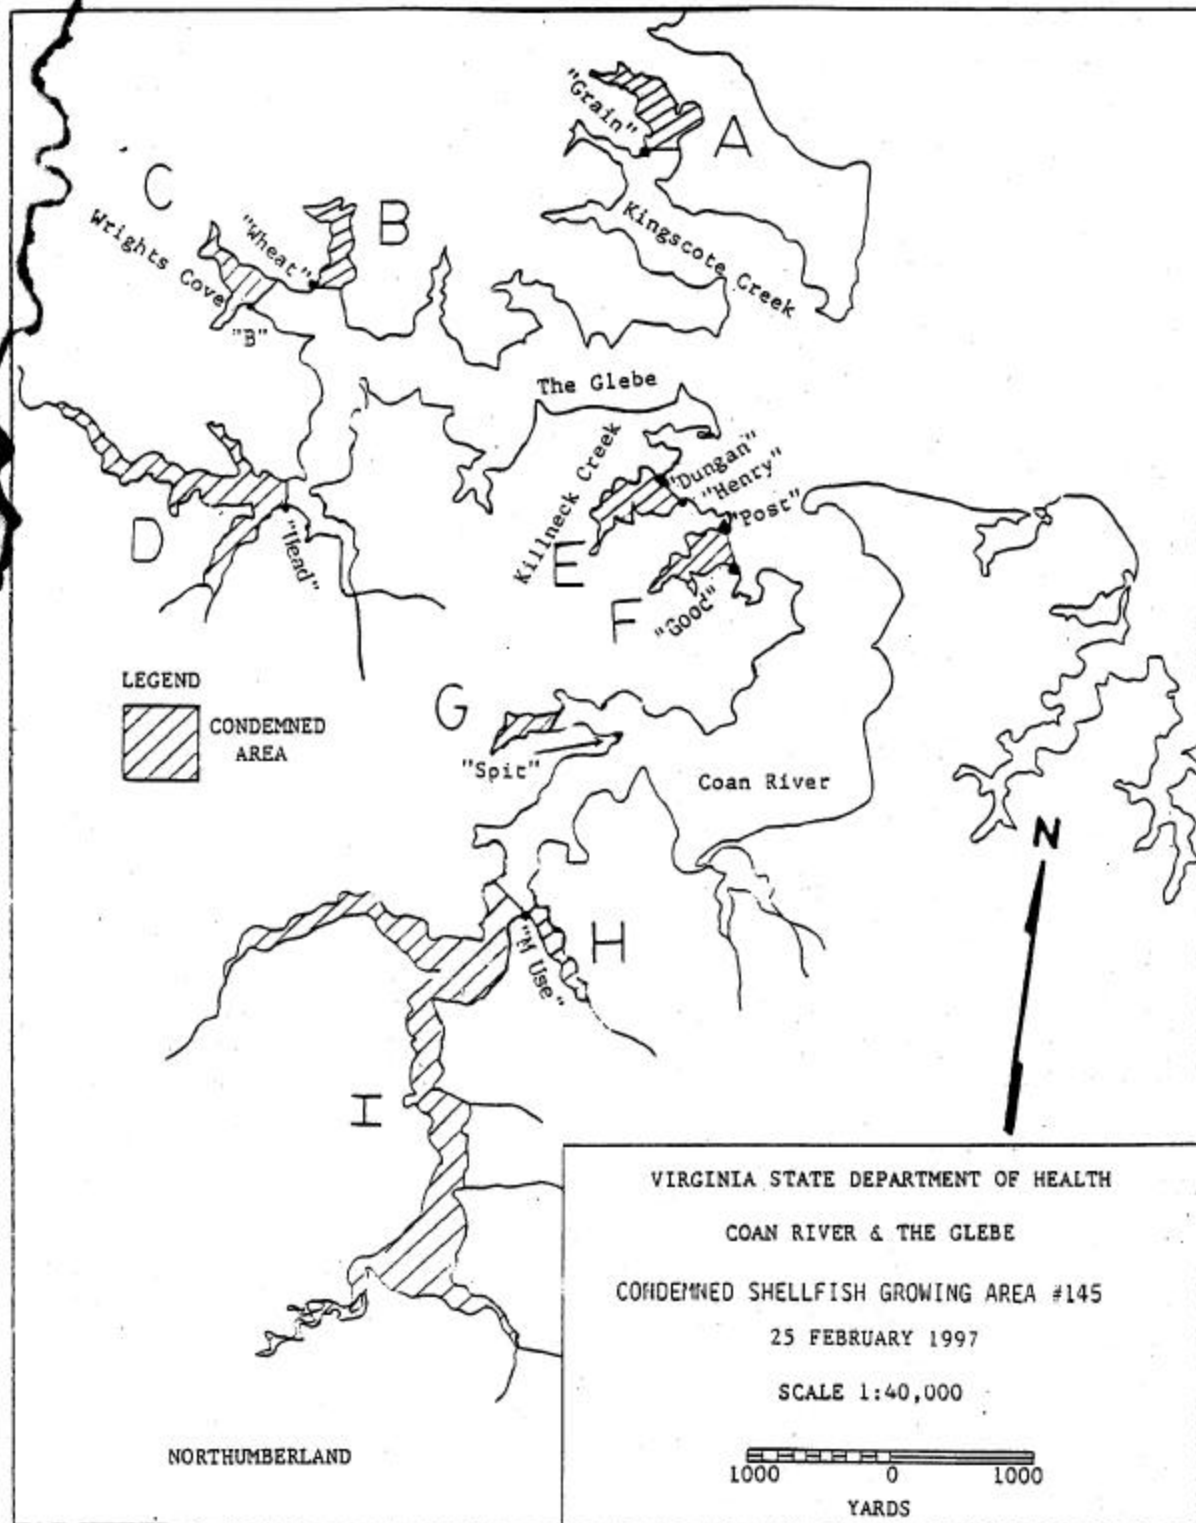 "Grain"
A
C
Wrights Cove
"Wheat"
B
Kingscote Creek
"B"
The Glebe
Killneck Creek
"Dungan"
"Henry"
"Post"
D
"Head"
E
F
"Good"
LEGEND
CONDEMNED
AREA
G
"Spit"
Coan River
N
H
"M Use"
I
VIRGINIA STATE DEPARTMENT OF HEALTH
COAN RIVER & THE GLEBE
CONDEMNED SHELLFISH GROWING AREA #145
25 FEBRUARY 1997
SCALE 1:40,000
1000 0 1000
YARDS
NORTHUMBERLAND